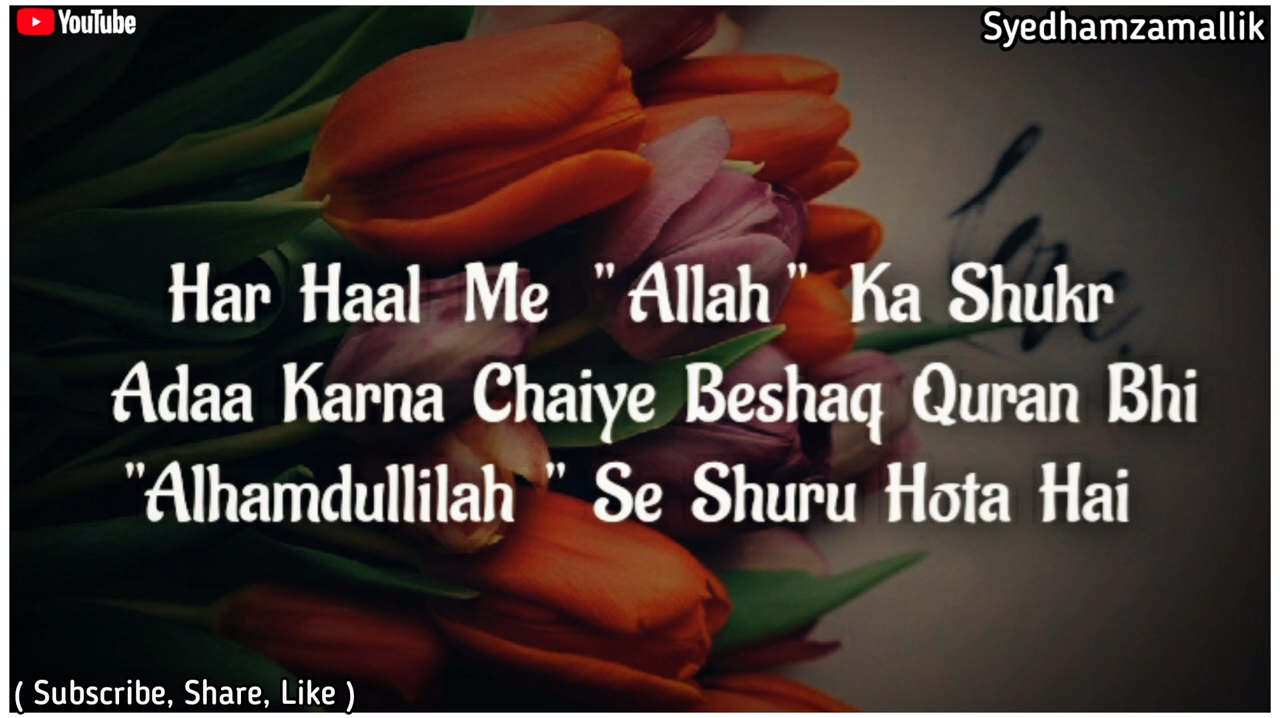 YouTube
Syedhamzamallik
Love
Har Haal Me "Allah" Ka Shukr
Adaa Karna Chaiye Beshaq Quran Bhi
"Alhamdullilah" Se Shuru Hota Hai
( Subscribe, Share, Like )